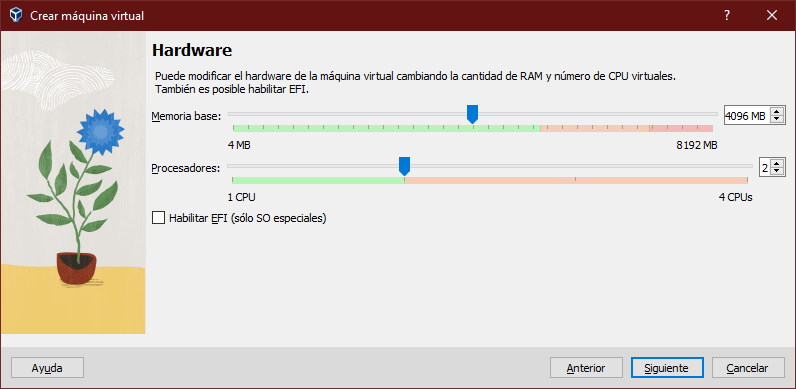 Crear máquina virtual
?
Hardware
Puede modificar el hardware de la máquina virtual cambiando la cantidad de RAM y número de CPU virtuales.
También es posible habilitar EFI.
Memoria base: 4096 MB
4 MB 8192 MB
Procesadores: 2
1 CPU 4 CPUs
Habilitar EFI (sólo SO especiales)
Ayuda Anterior Siguiente Cancelar